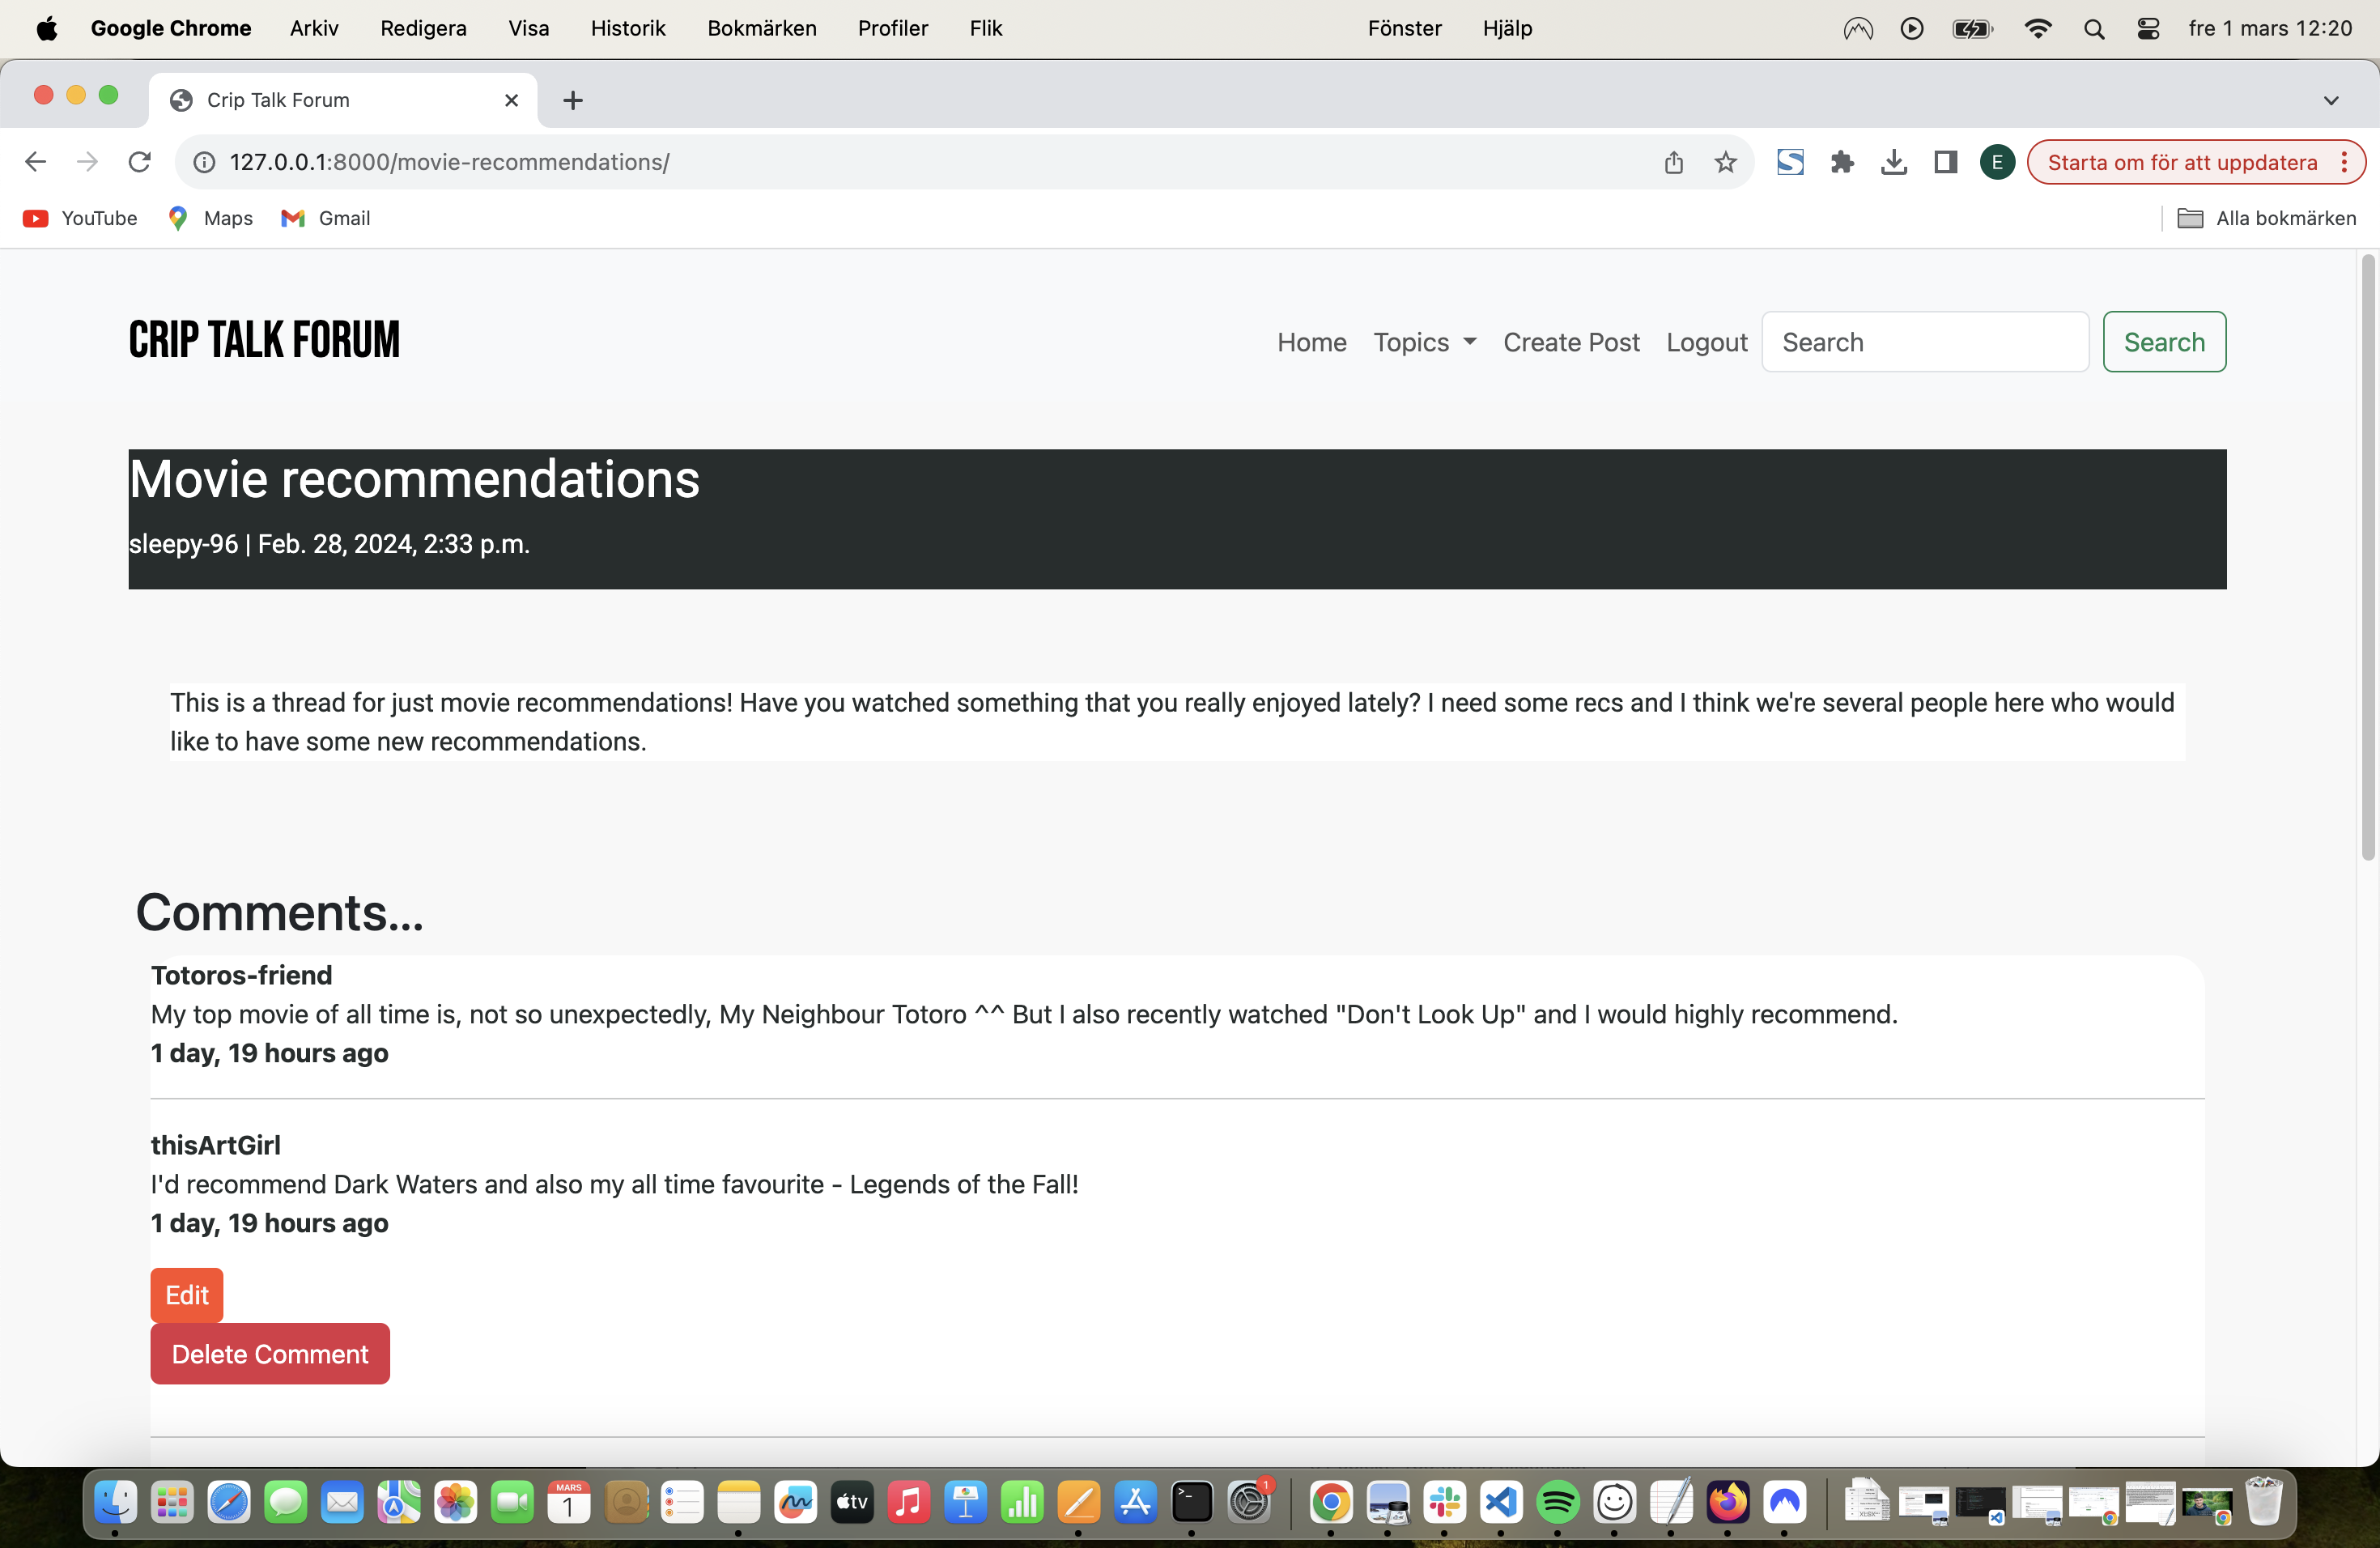 Google Chrome Arkiv Redigera Visa Historik Bokmärken Profiler Flik Fönster Hjälp fre 1 mars 12:20
Crip Talk Forum
127.0.0.1:8000/movie-recommendations/ E Starta om för att uppdatera
YouTube Maps Gmail Alla bokmärken
CRIP TALK FORUM Home Topics Create Post Logout Search Search
Movie recommendations
sleepy-96 | Feb. 28, 2024, 2:33 p.m.
This is a thread for just movie recommendations! Have you watched something that you really enjoyed lately? I need some recs and I think we're several people here who would
like to have some new recommendations.
Comments...
Totoros-friend
My top movie of all time is, not so unexpectedly, My Neighbour Totoro ^^ But I also recently watched "Don't Look Up" and I would highly recommend.
1 day, 19 hours ago
thisArtGirl
I'd recommend Dark Waters and also my all time favourite - Legends of the Fall!
1 day, 19 hours ago
Edit
Delete Comment
MARS
1
tv
1